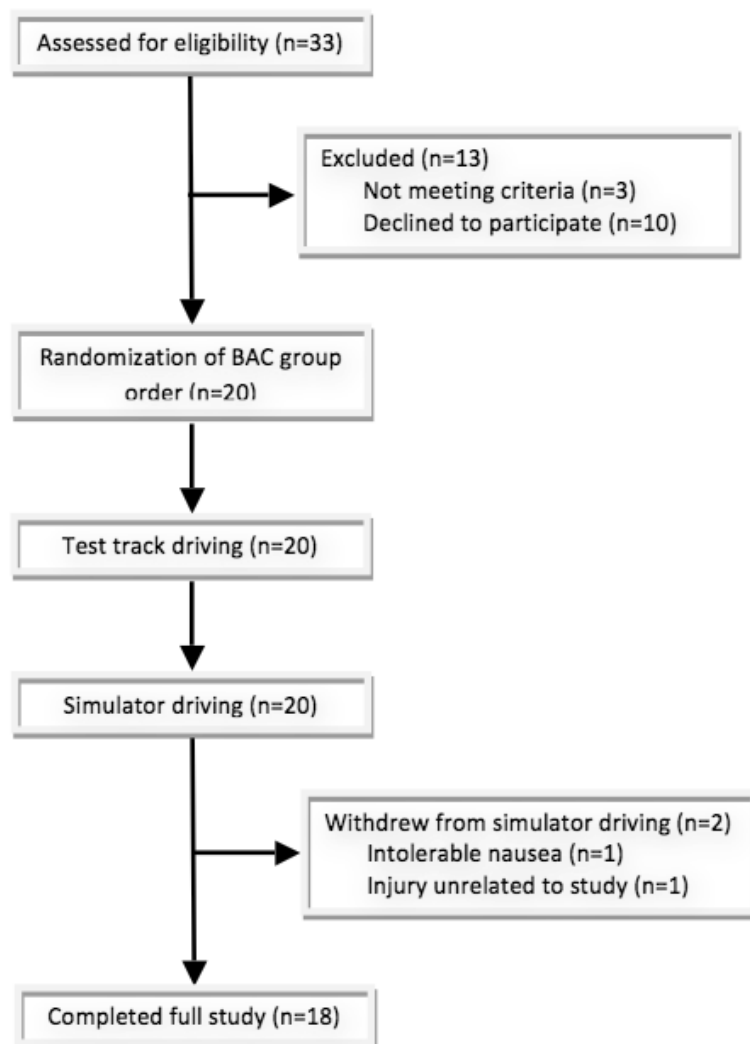 Assessed for eligibility (n=33)
Excluded (n=13)
Not meeting criteria (n=3)
Declined to participate (n=10)
Randomization of BAC group
order (n=20)
Test track driving (n=20)
Simulator driving (n=20)
Withdrew from simulator driving (n=2)
Intolerable nausea (n=1)
Injury unrelated to study (n=1)
Completed full study (n=18)